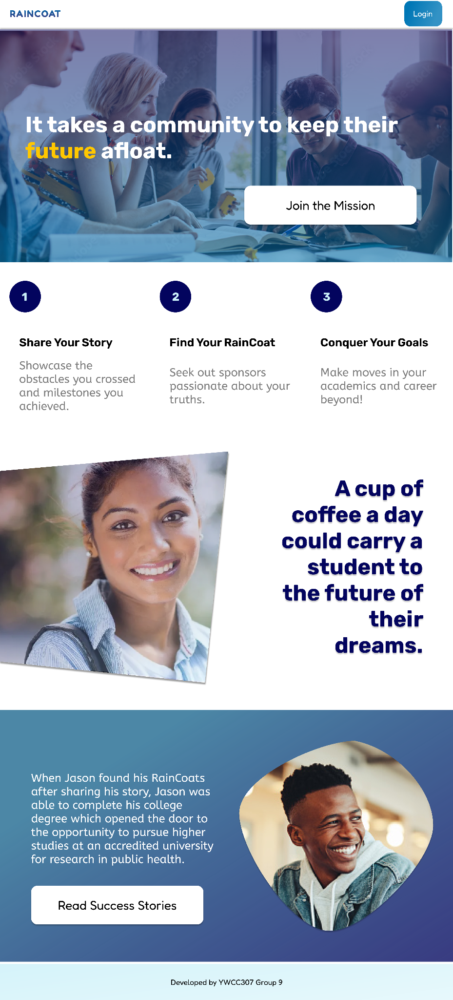 RAINCOAT
Login
It takes a community to keep their
future afloat.
Join the Mission
1
2
3
Share Your Story
Showcase the
obstacles you crossed
and milestones you
achieved.
Find Your RainCoat
Seek out sponsors
passionate about your
truths.
Conquer Your Goals
Make moves in your
academics and career
beyond!
A cup of
coffee a day
could carry a
student to
the future of
their
dreams.
When Jason found his RainCoats
after sharing his story, Jason was
able to complete his college
degree which opened the door to
the opportunity to pursue higher
studies at an accredited university
for research in public health.
Read Success Stories
Developed by YWCC307 Group 9